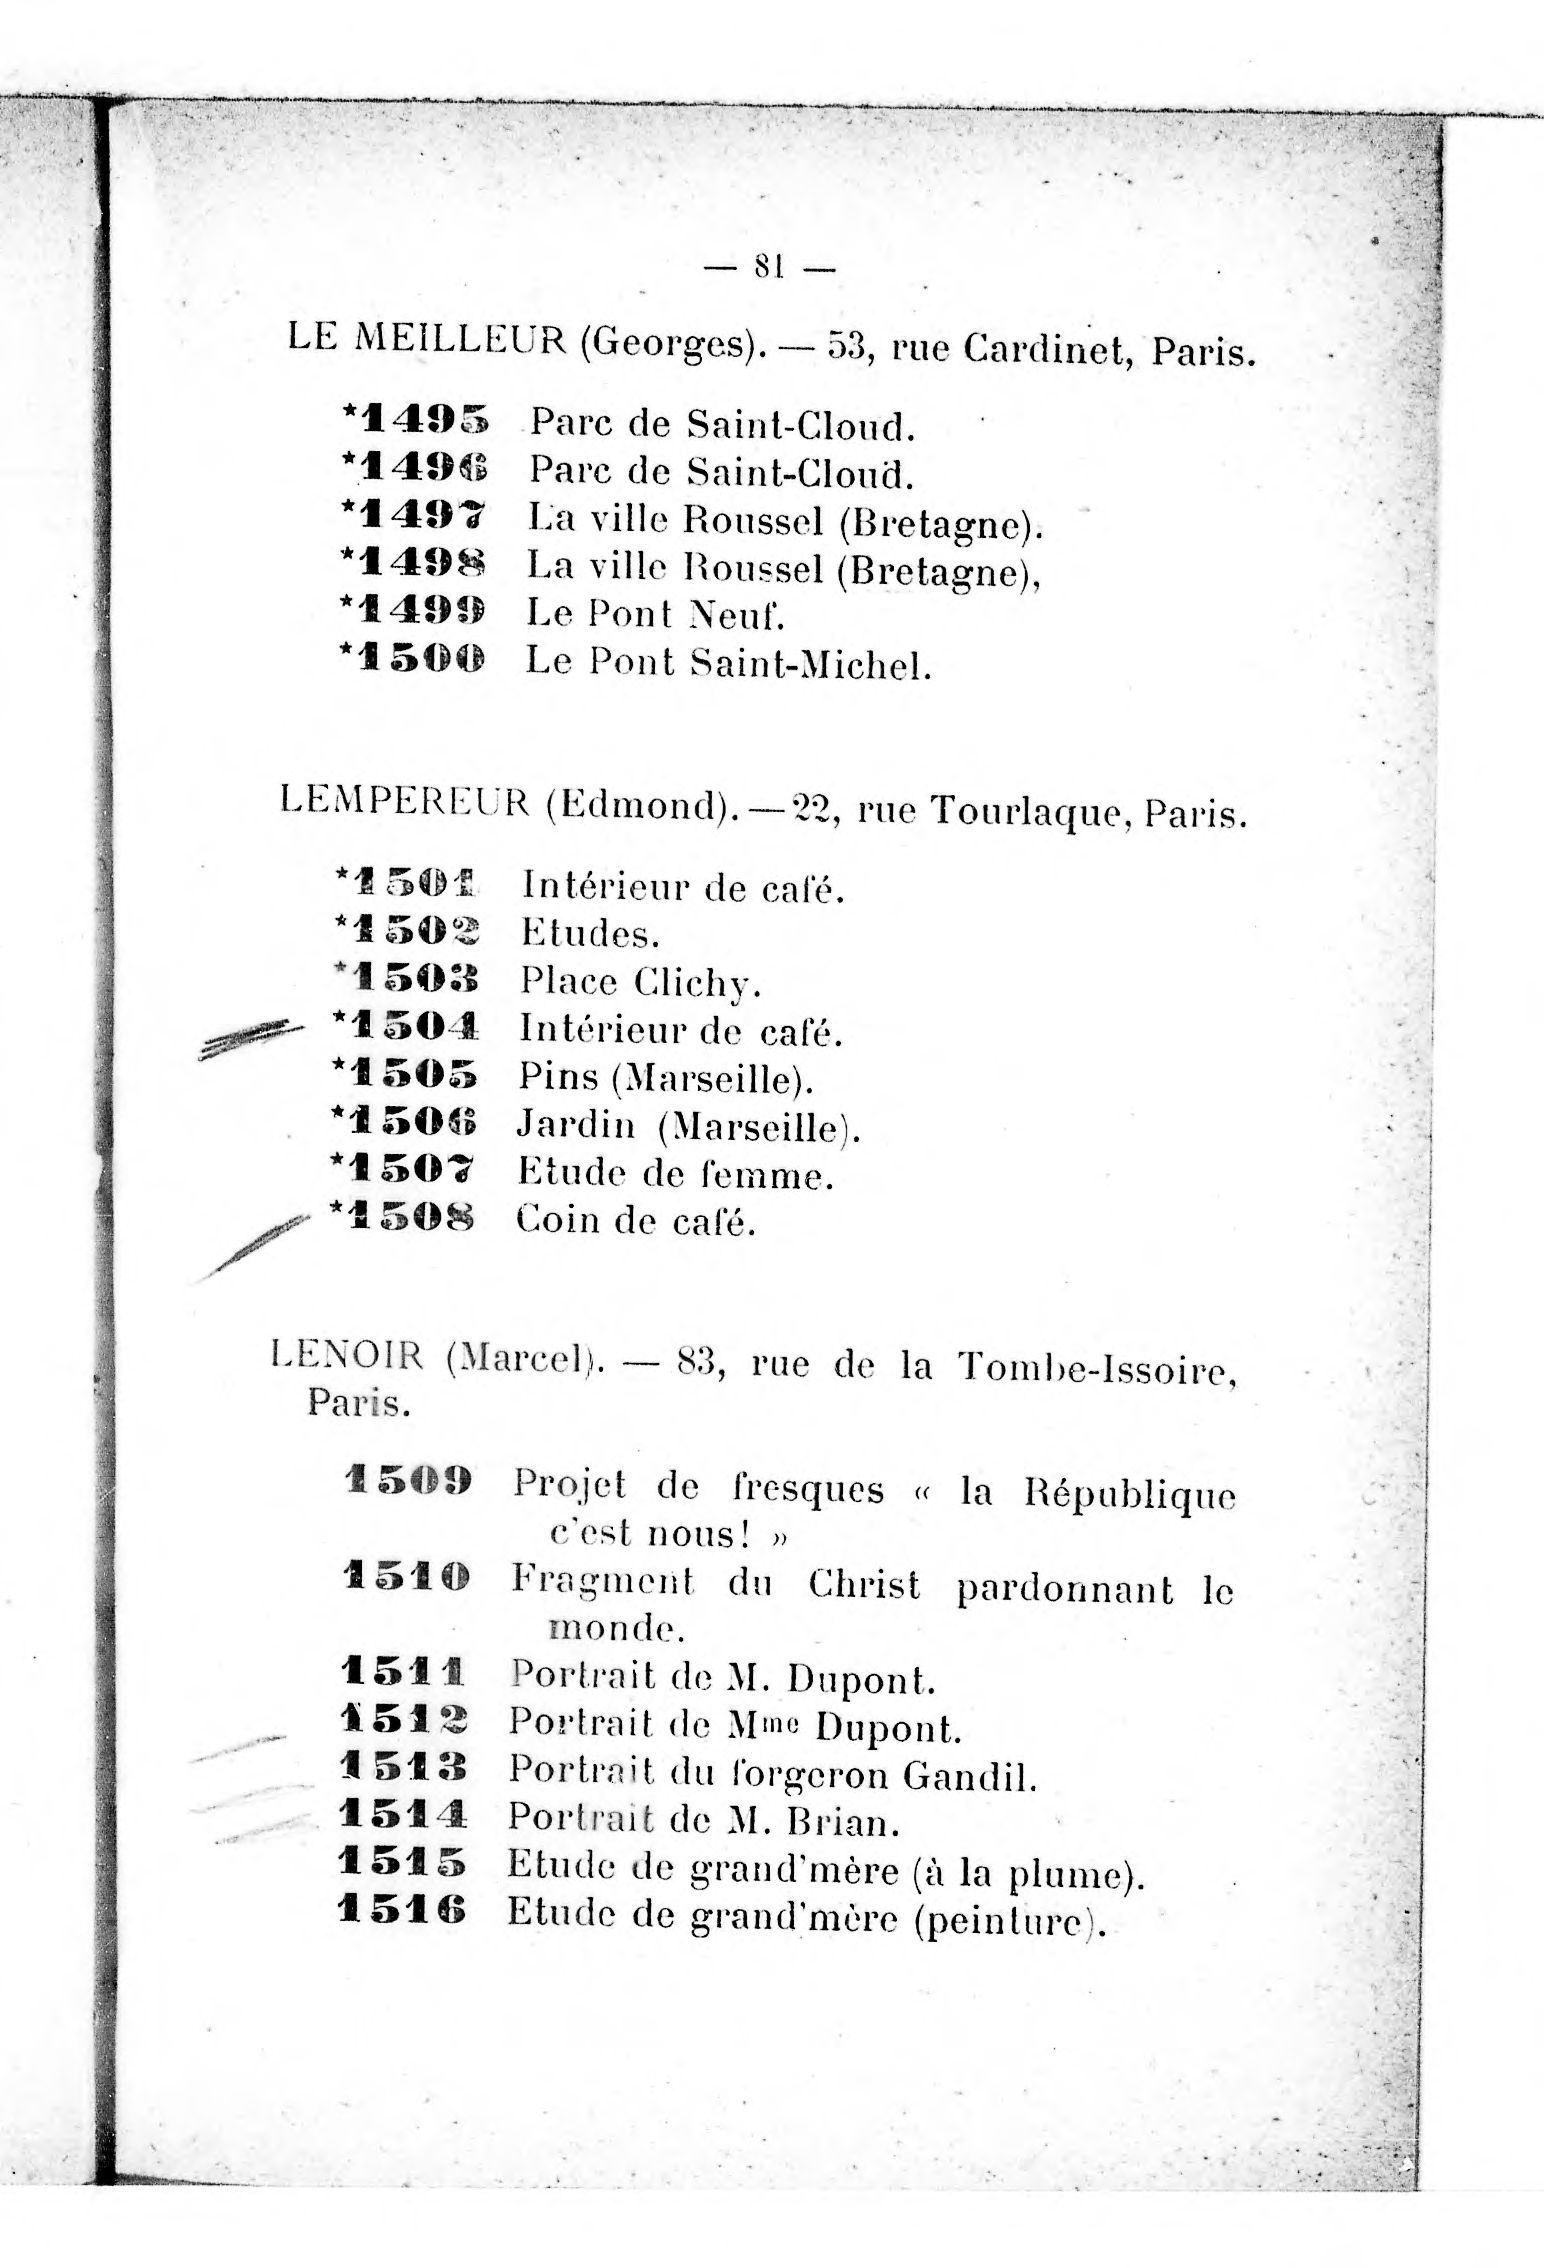 — 81 —
LE MEILLEUR (Georges). — 53, rue Cardinet, Paris.
*1495 Parc de Saint-Cloud.
*1496 Parc de Saint-Cloud.
*1497 La ville Roussel (Bretagne).
*1498 La ville Roussel (Bretagne),
*1499 Le Pont Neuf.
*1500 Le Pont Saint-Michel.
LEMPEREUR (Edmond). — 22, rue Tourlaque, Paris.
*1501 Intérieur de café.
*1502 Etudes.
*1503 Place Clichy.
*1504 Intérieur de café.
*1505 Pins (Marseille).
*1506 Jardin (Marseille).
*1507 Etude de femme.
*1508 Coin de café.
LENOIR (Marcel). — 83, rue de la Tombe-Issoire,
Paris.
1509 Projet de fresques « la République
c'est nous! »
1510 Fragment du Christ pardonnant le
monde.
1511 Portrait de M. Dupont.
1512 Portrait de Mme Dupont.
1513 Portrait du forgeron Gandil.
1514 Portrait de M. Brian.
1515 Etude de grand'mère (à la plume).
1516 Etude de grand'mère (peinture).